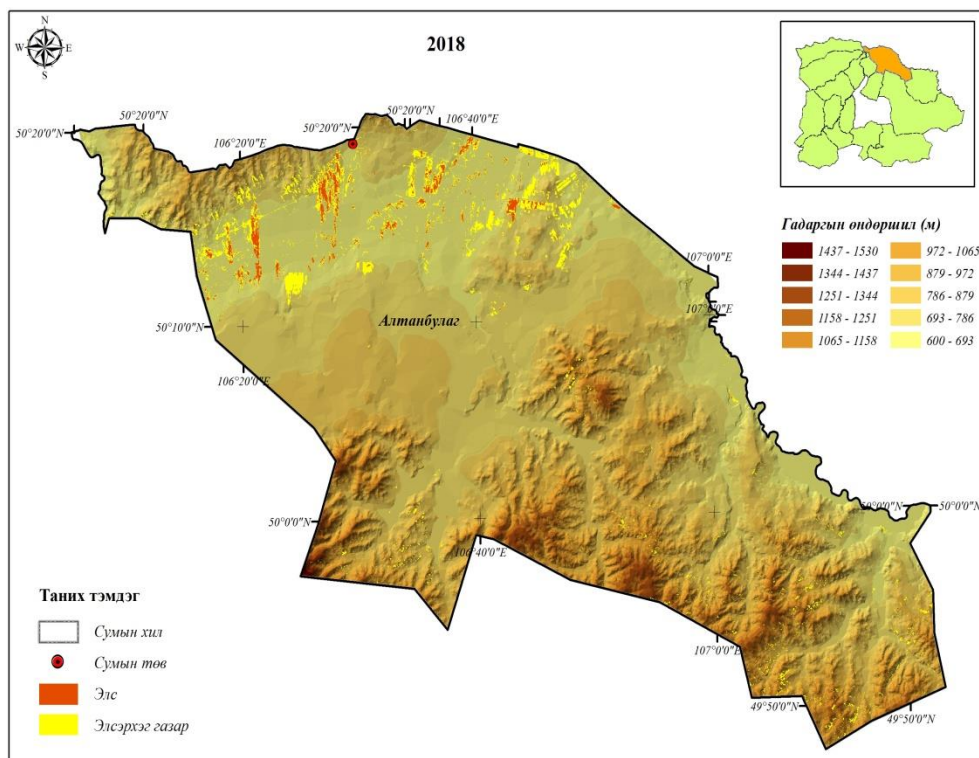 N
W E
S
2018
50°20'0"N
50°20'0"N
106°20'0"E
50°20'0"N
50°20'0"N
106°40'0"E
Гадаргын өндөршил (м)
1437 - 1530
972 - 1065
1344 - 1437
879 - 972
1251 - 1344
786 - 879
1158 - 1251
693 - 786
1065 - 1158
600 - 693
107°0'0"E
50°10'0"N
Алтанбулаг
106°20'0"E
50°0'0"N
50°0'0"N
50°0'0"N
106°40'0"E
107°0'0"E
49°50'0"N
49°50'0"N
Таних тэмдэг
Сумын хил
Сумын төв
Элс
Элсэрхэг газар